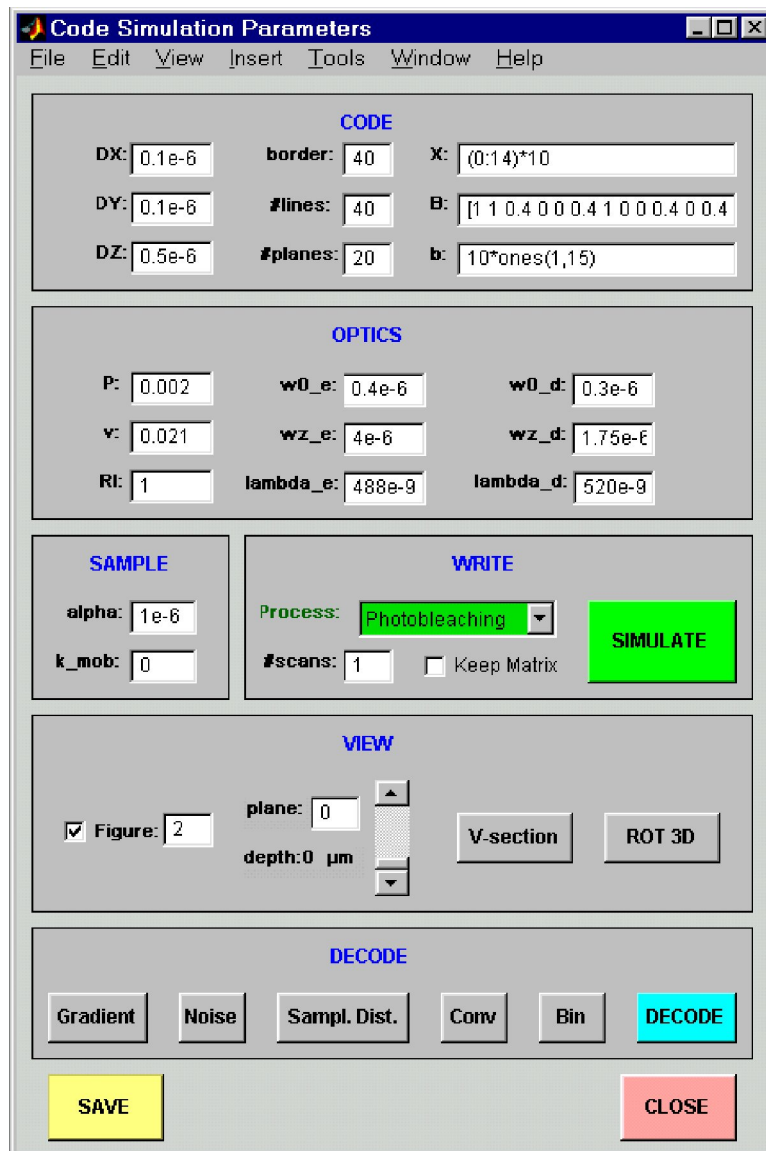 Code Simulation Parameters
File Edit View Insert Tools Window Help
CODE
DX: 0.1e-6 border: 40 X: (0:14)*10
DY: 0.1e-6 #lines: 40 B: [1 1 0.4 0 0 0.4 1 0 0 0.4 0 0.4
DZ: 0.5e-6 #planes: 20 b: 10*ones(1,15)
OPTICS
P: 0.002 w0_e: 0.4e-6 w0_d: 0.3e-6
v: 0.021 wz_e: 4e-6 wz_d: 1.75e-6
RI: 1 lambda_e: 488e-9 lambda_d: 520e-9
SAMPLE
alpha: 1e-6
k_mob: 0
WRITE
Process: Photobleaching
#scans: 1 Keep Matrix
SIMULATE
VIEW
Figure: 2
plane: 0
depth:0 µm
V-section ROT 3D
DECODE
Gradient Noise Sampl. Dist. Conv Bin DECODE
SAVE CLOSE